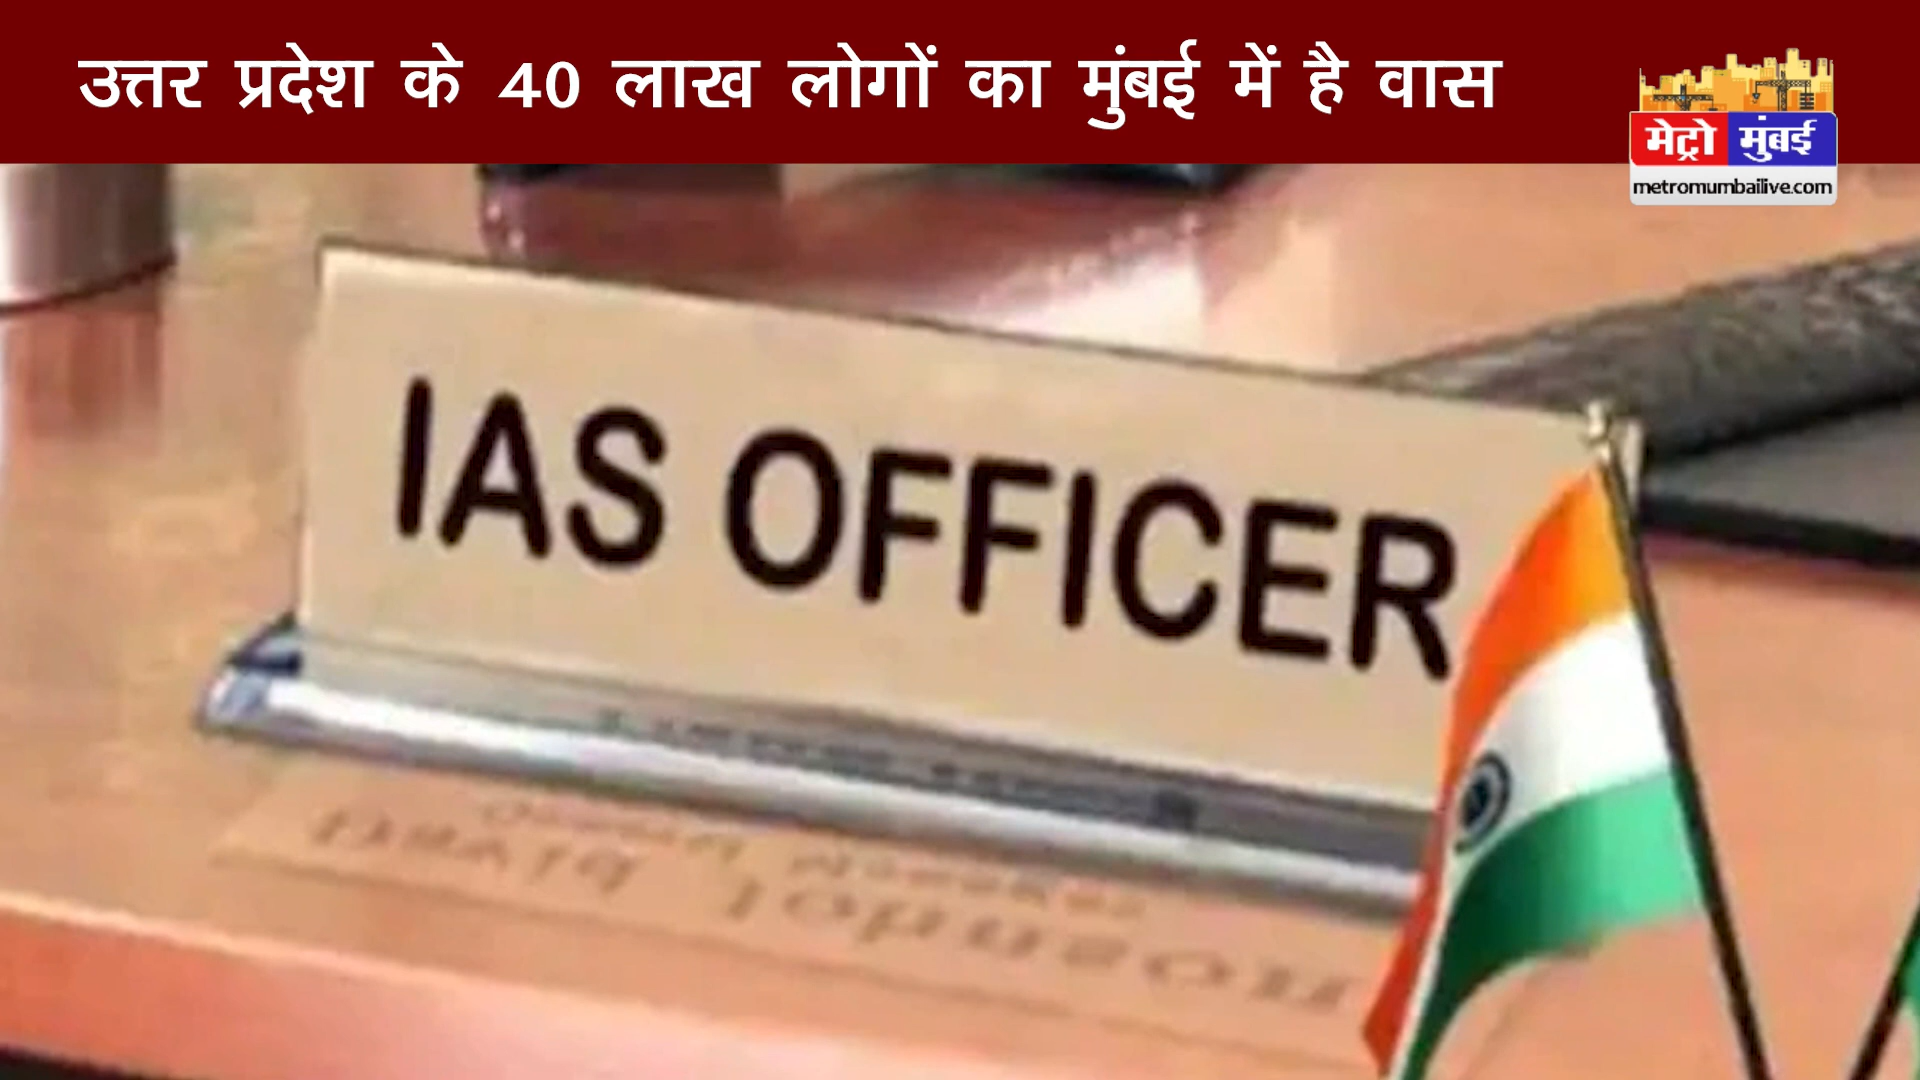 उत्तर प्रदेश के 40 लाख लोगों का मुंबई में है वास
मेट्रो मुंबई
metromumbailive.com
IAS OFFICER